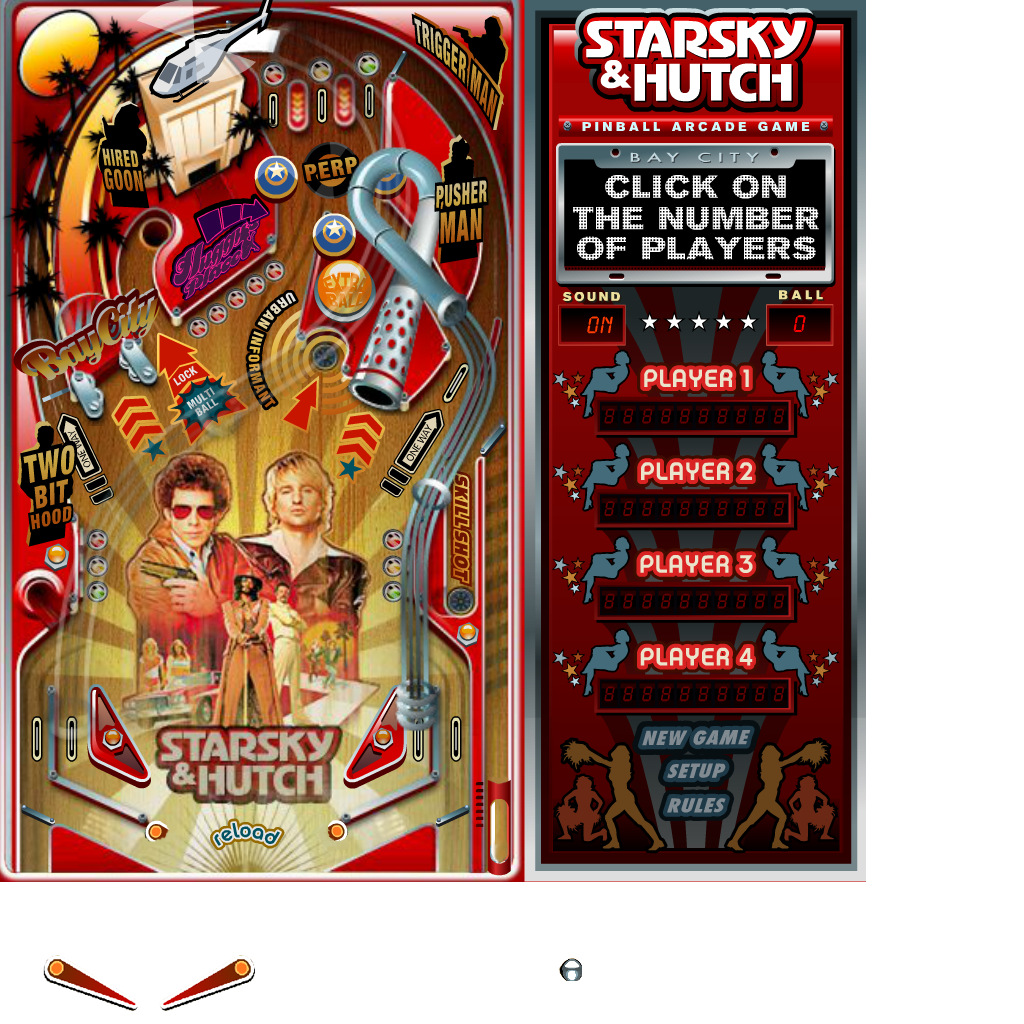 TRIGGER MAN
HIRED
GOON
PERP
PUSHER
MAN
Huggy's
Place
EXTRA
BALL
Bay City
URBAN INFORMANT
LOCK
MULTI
BALL
ONE WAY
ONE WAY
TWO
BIT
HOOD
SKILLSHOT
STARSKY
& HUTCH
reload
STARSKY
& HUTCH
PINBALL ARCADE GAME
BAY CITY
CLICK ON
THE NUMBER
OF PLAYERS
SOUND
BALL
ON
0
PLAYER 1
PLAYER 2
PLAYER 3
PLAYER 4
NEW GAME
SETUP
RULES